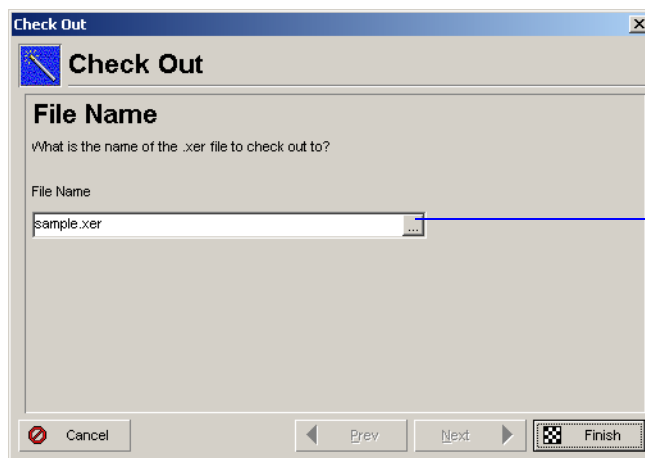 Check Out
Check Out
File Name
What is the name of the .xer file to check out to?
File Name
sample.xer
...
Cancel
Prev
Next
Finish